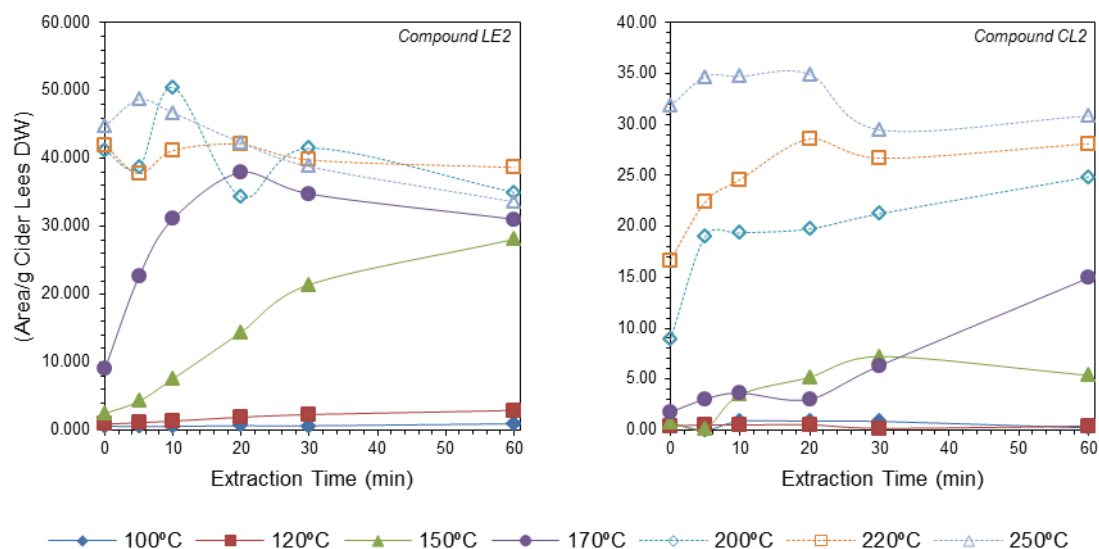 60.000
50.000
40.000
30.000
20.000
10.000
0.000
Compound LE2
(Area/g Cider Lees DW)
0 10 20 30 40 50 60
Extraction Time (min)
40.00
35.00
30.00
25.00
20.00
15.00
10.00
5.00
0.00
Compound CL2
0 10 20 30 40 50 60
Extraction Time (min)
100ºC 120ºC 150ºC 170ºC 200ºC 220ºC 250ºC